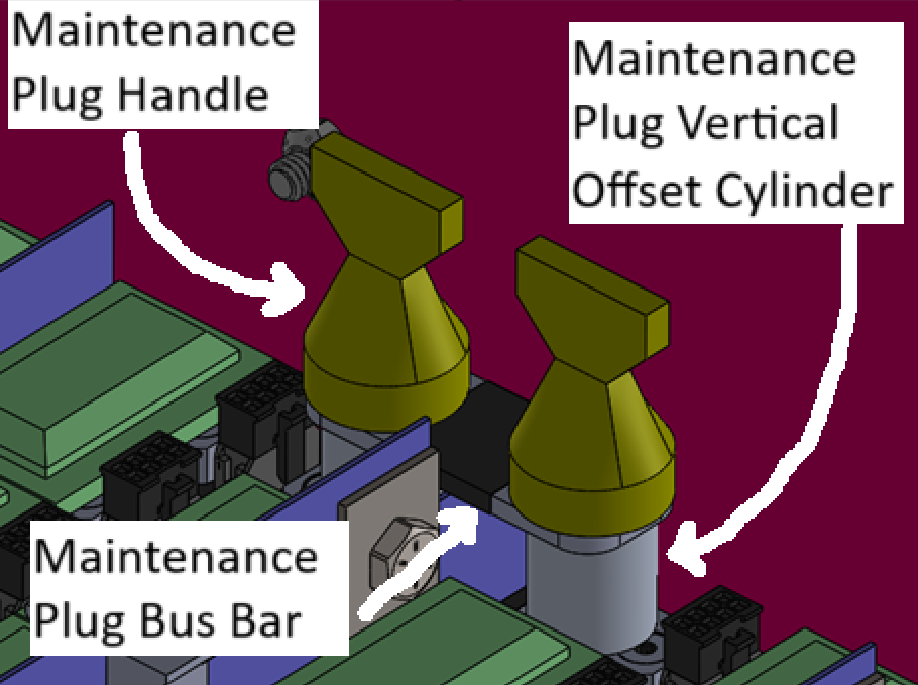 Maintenance
Plug Handle
Maintenance
Plug Vertical
Offset Cylinder
Maintenance
Plug Bus Bar